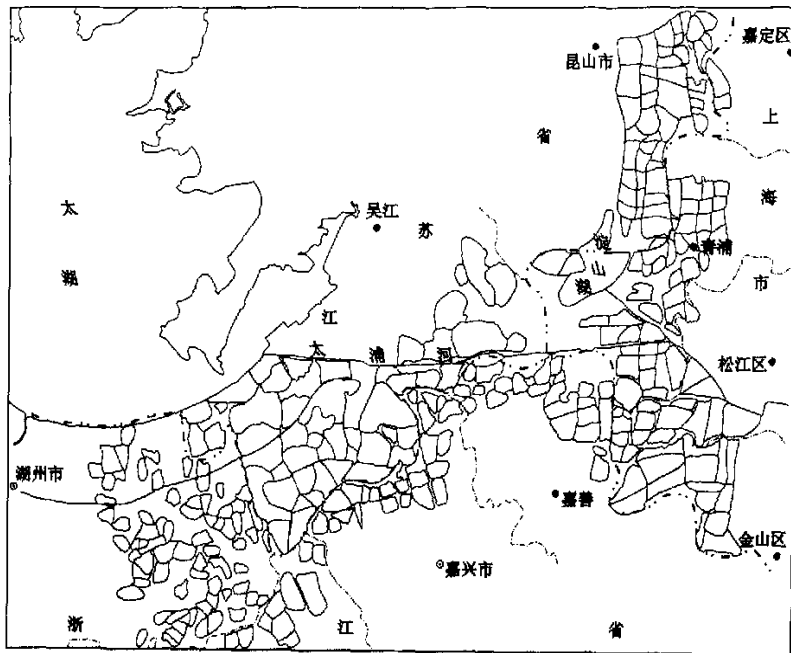 嘉定区
昆山市
上
省
海
太
湖
吴江
苏
淀
山
湖
青浦
市
江
太浦河
松江区
湖州市
嘉善
金山区
嘉兴市
浙
江
省